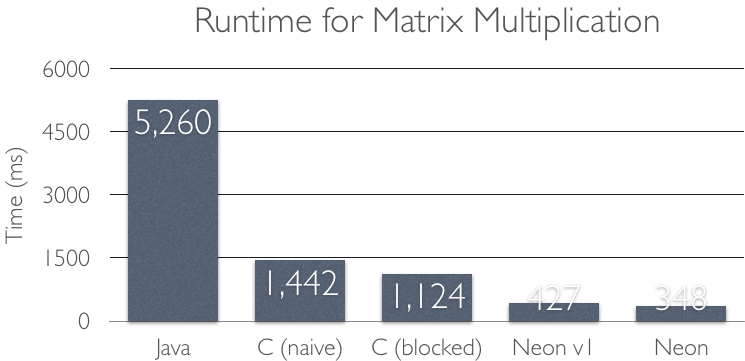 Runtime for Matrix Multiplication
Time (ms)
6000
4500
3000
1500
0
5,260
1,442
1,124
427
348
Java
C (naive)
C (blocked)
Neon v1
Neon